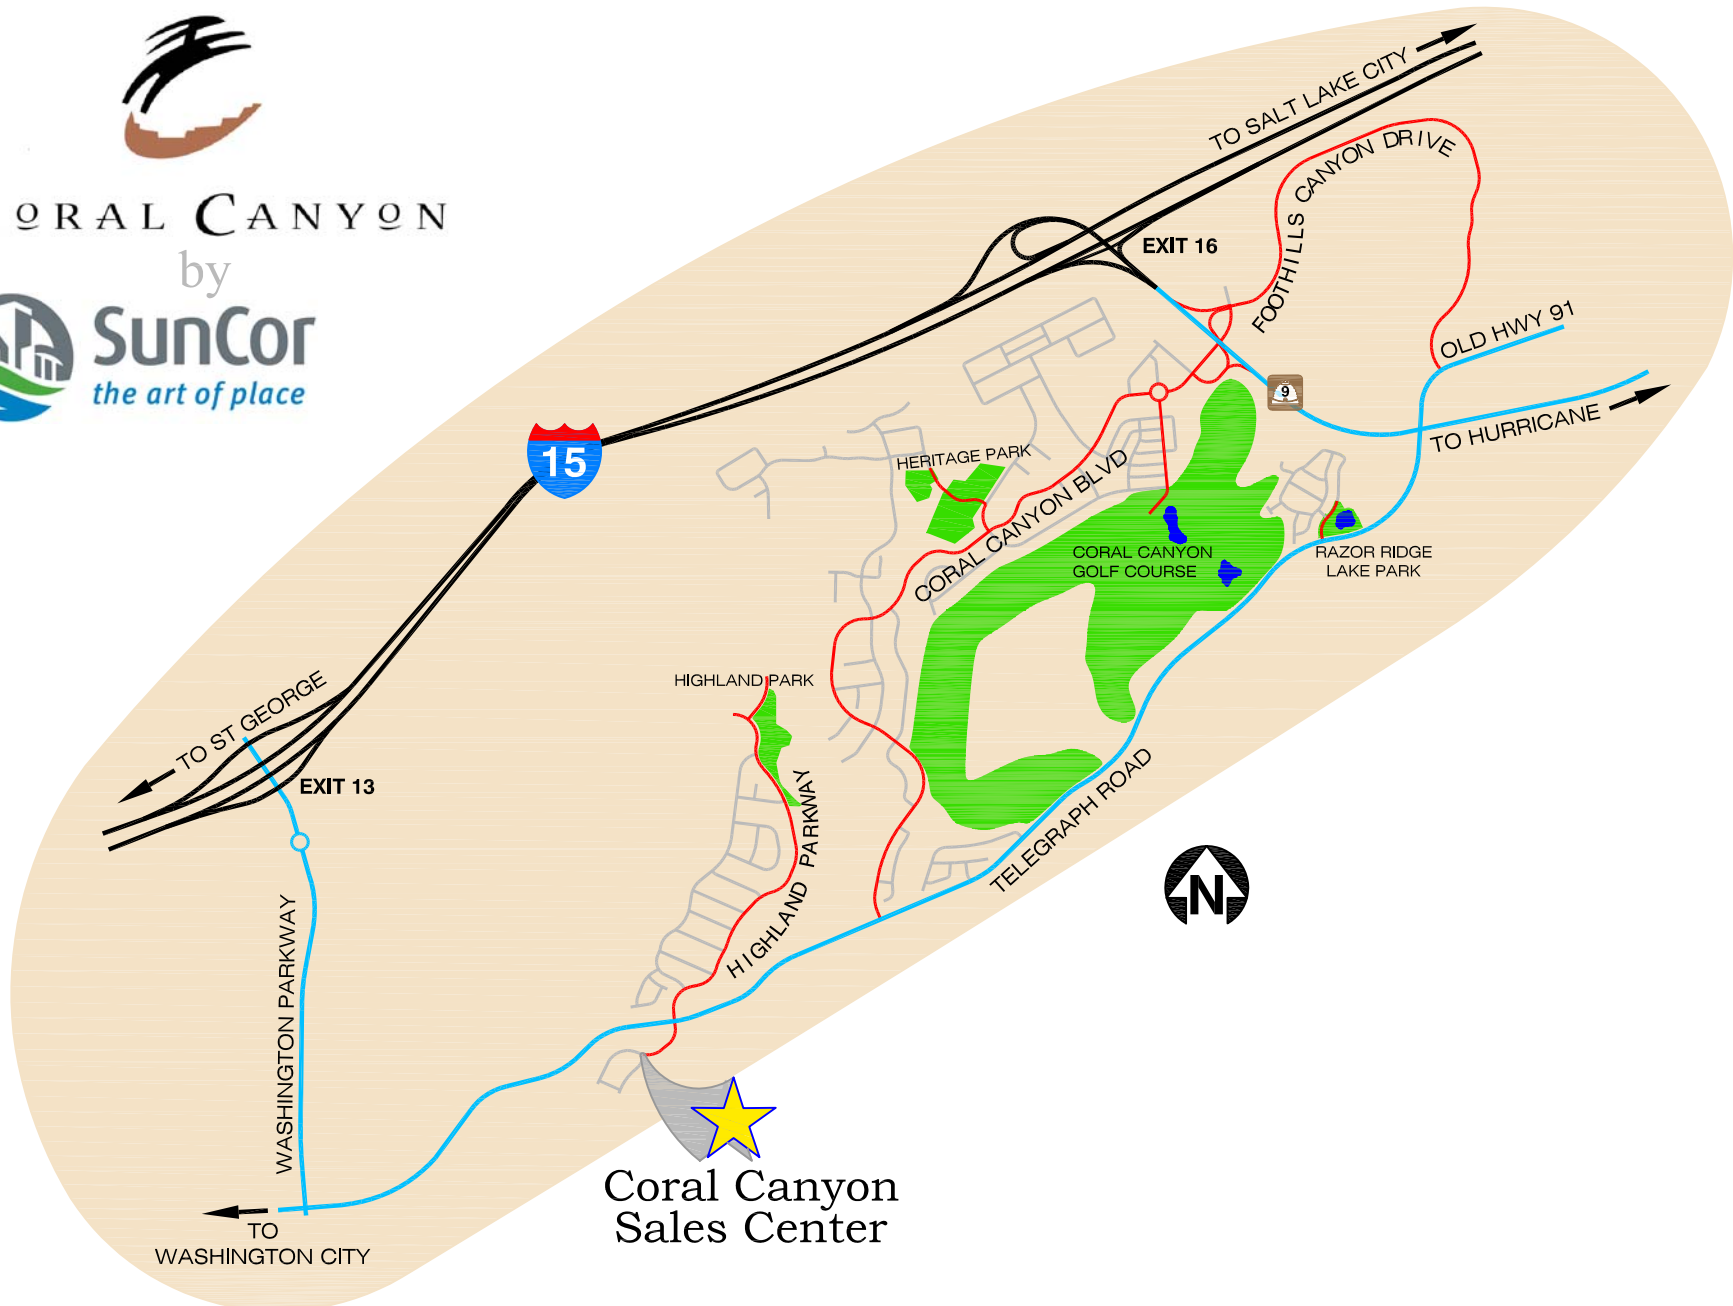 ORAL CANYON
by
SunCor
the art of place
TO SALT LAKE CITY
EXIT 16
FOOTHILLS CANYON DRIVE
OLD HWY 91
9
TO HURRICANE
15
HERITAGE PARK
CORAL CANYON BLVD
CORAL CANYON
GOLF COURSE
RAZOR RIDGE
LAKE PARK
HIGHLAND PARK
TO ST GEORGE
EXIT 13
HIGHLAND PARKWAY
TELEGRAPH ROAD
N
WASHINGTON PARKWAY
TO
WASHINGTON CITY
Coral Canyon
Sales Center